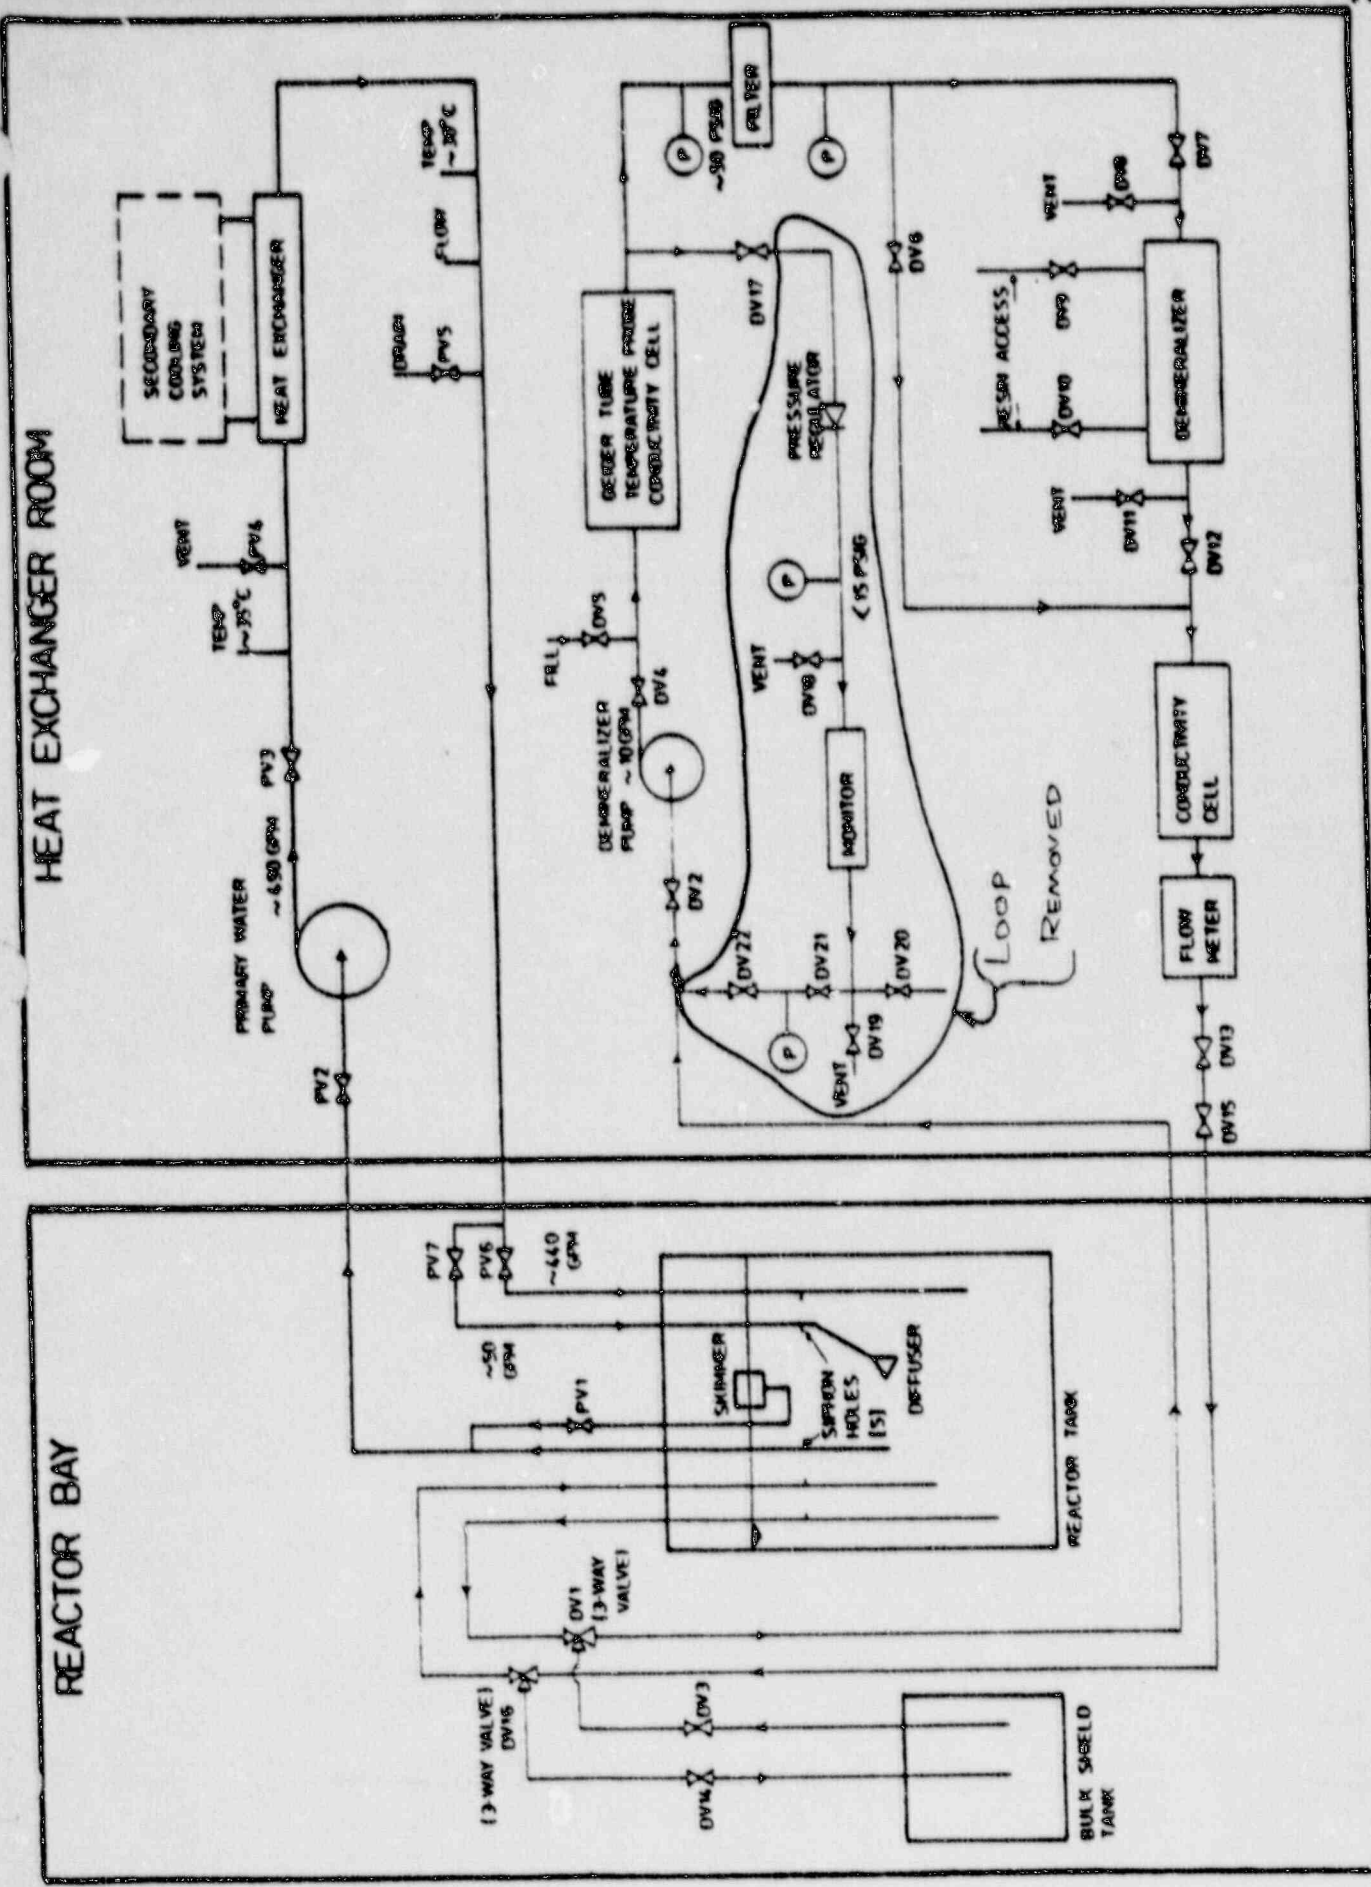 HEAT EXCHANGER ROOM
SECONDARY
COOLING
SYSTEM
HEAT EXCHANGER
TEMP
FLOW
DRAIN
PV5
VENT
PV4
TEMP
~35°C
PV3
~490 GPM
PRIMARY WATER
PUMP
PV2
FILTER
P
~90 PSIG
P
GEIGER TUBE
TEMPERATURE PROBE
CONDUCTIVITY CELL
DV17
DV6
DV7
VENT
DV8
DV9
RESIN ACCESS
DV10
DEMINERALIZER
VENT
DV11
DV12
PRESSURE
REGULATOR
P
<15 PSIG
VENT
DV18
FILL
DV5
DV4
DEMINERALIZER
PUMP ~10 GPM
DV2
MONITOR
DV22
DV21
DV20
P
VENT
DV19
LOOP
REMOVED
CONDUCTIVITY
CELL
FLOW
METER
DV13
DV15
REACTOR BAY
PV7
PV6
~440
GPM
~50
GPM
PV1
SKIMMER
SIPHON
HOLES
(5)
DIFFUSER
REACTOR TANK
DV1
(3-WAY
VALVE)
(3-WAY VALVE)
DV16
DV3
DV14
BULK SHIELD
TANK